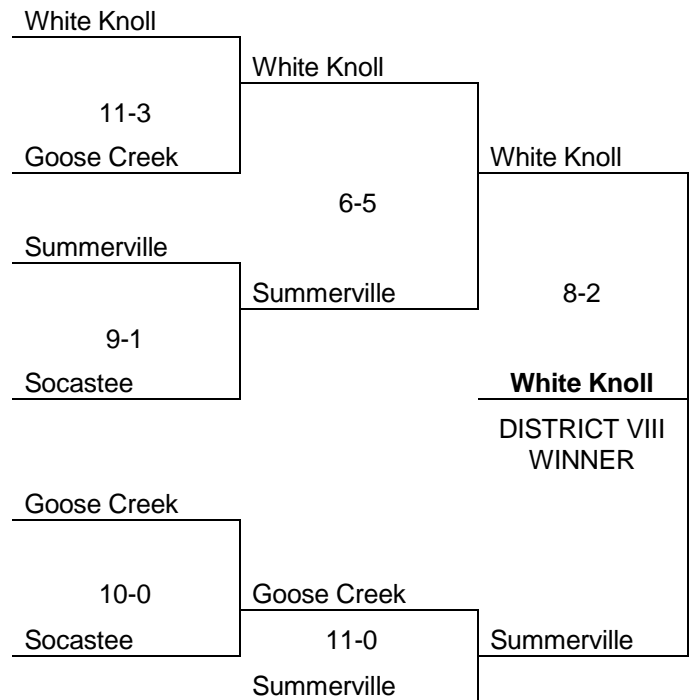 White Knoll
White Knoll
11-3
Goose Creek
White Knoll
6-5
Summerville
Summerville
8-2
9-1
Socastee
White Knoll
DISTRICT VIII
WINNER
Goose Creek
10-0
Goose Creek
Socastee
11-0
Summerville
Summerville